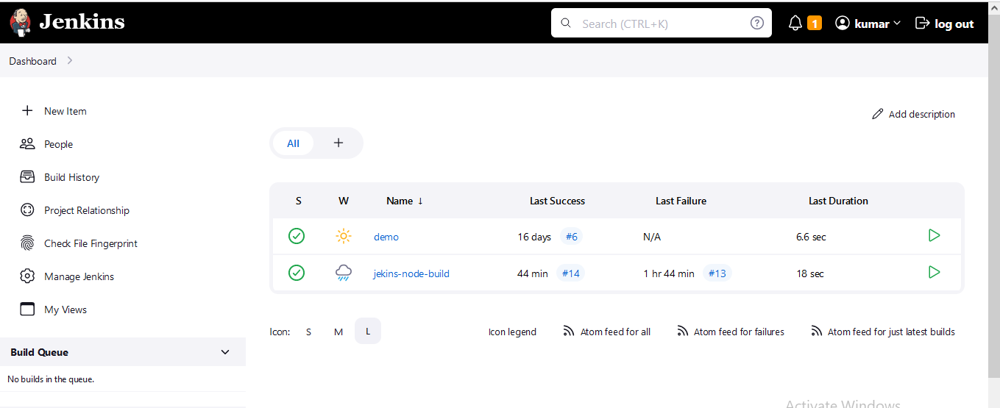 Jenkins
Search (CTRL+K)
?
1
kumar
log out
Dashboard
New Item
People
Build History
Project Relationship
Check File Fingerprint
Manage Jenkins
My Views
Build Queue
No builds in the queue.
Add description
All +
S W Name ↓ Last Success Last Failure Last Duration
demo 16 days #6 N/A 6.6 sec
jekins-node-build 44 min #14 1 hr 44 min #13 18 sec
Icon: S M L
Icon legend
Atom feed for all
Atom feed for failures
Atom feed for just latest builds
Activate Windows